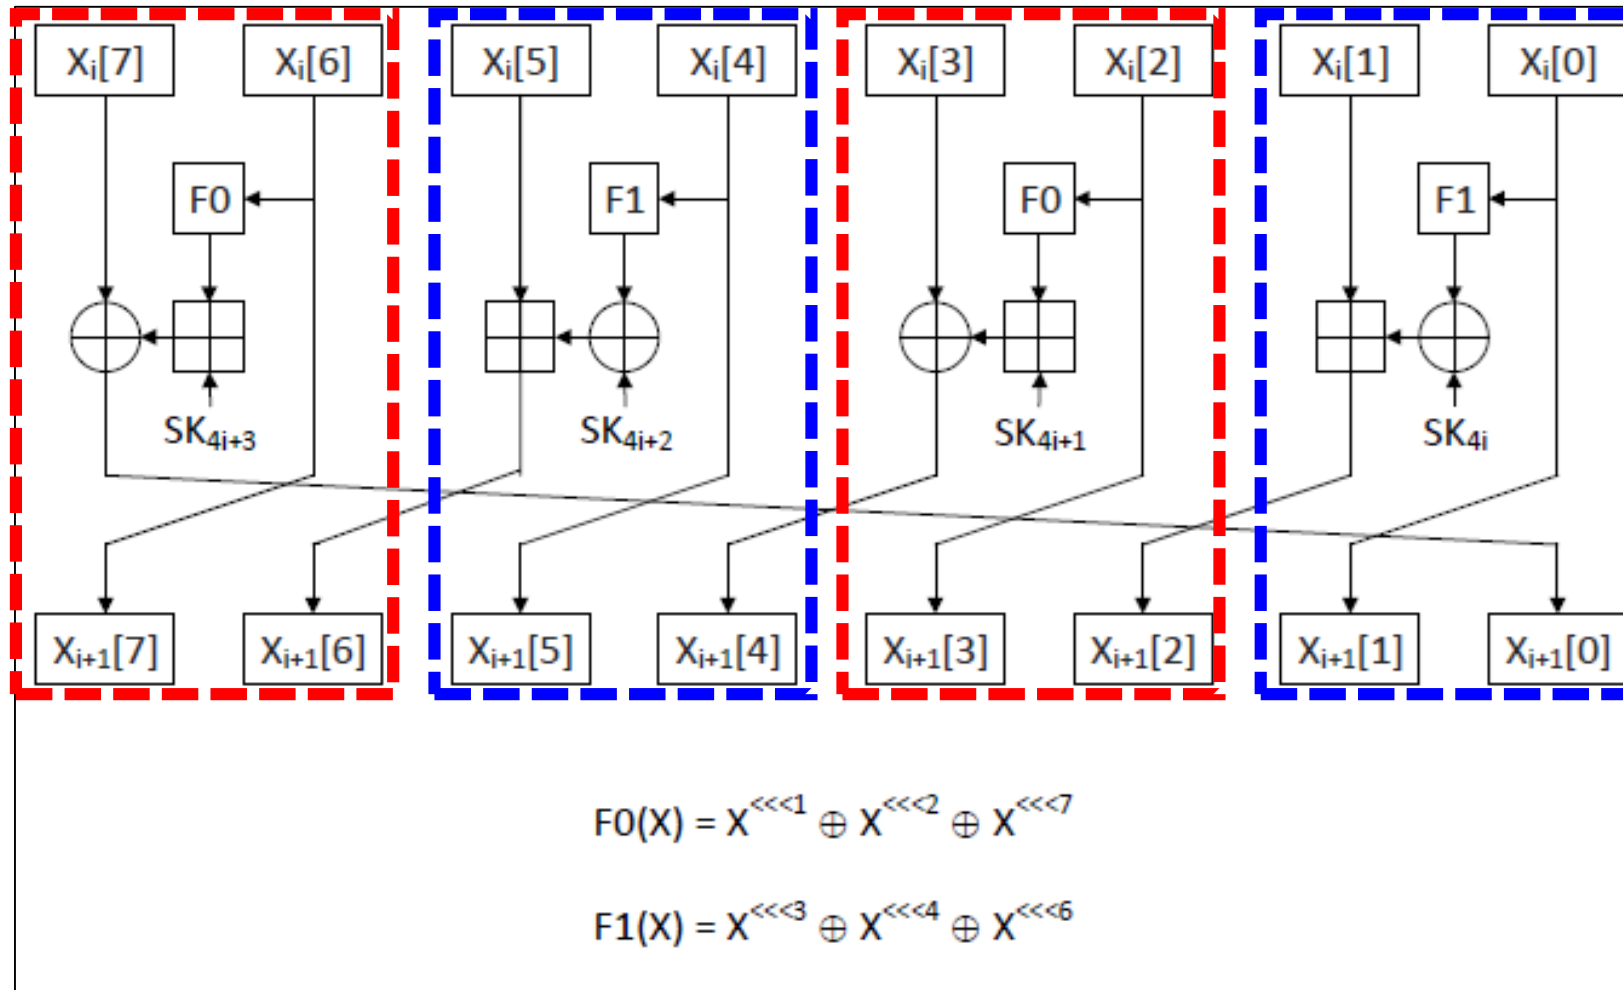 Xi[7] Xi[6] Xi[5] Xi[4] Xi[3] Xi[2] Xi[1] Xi[0]
F0 F1 F0 F1
SK4i+3 SK4i+2 SK4i+1 SK4i
Xi+1[7] Xi+1[6] Xi+1[5] Xi+1[4] Xi+1[3] Xi+1[2] Xi+1[1] Xi+1[0]
F0(X) = X<<<1 ⊕ X<<<2 ⊕ X<<<7
F1(X) = X<<<3 ⊕ X<<<4 ⊕ X<<<6